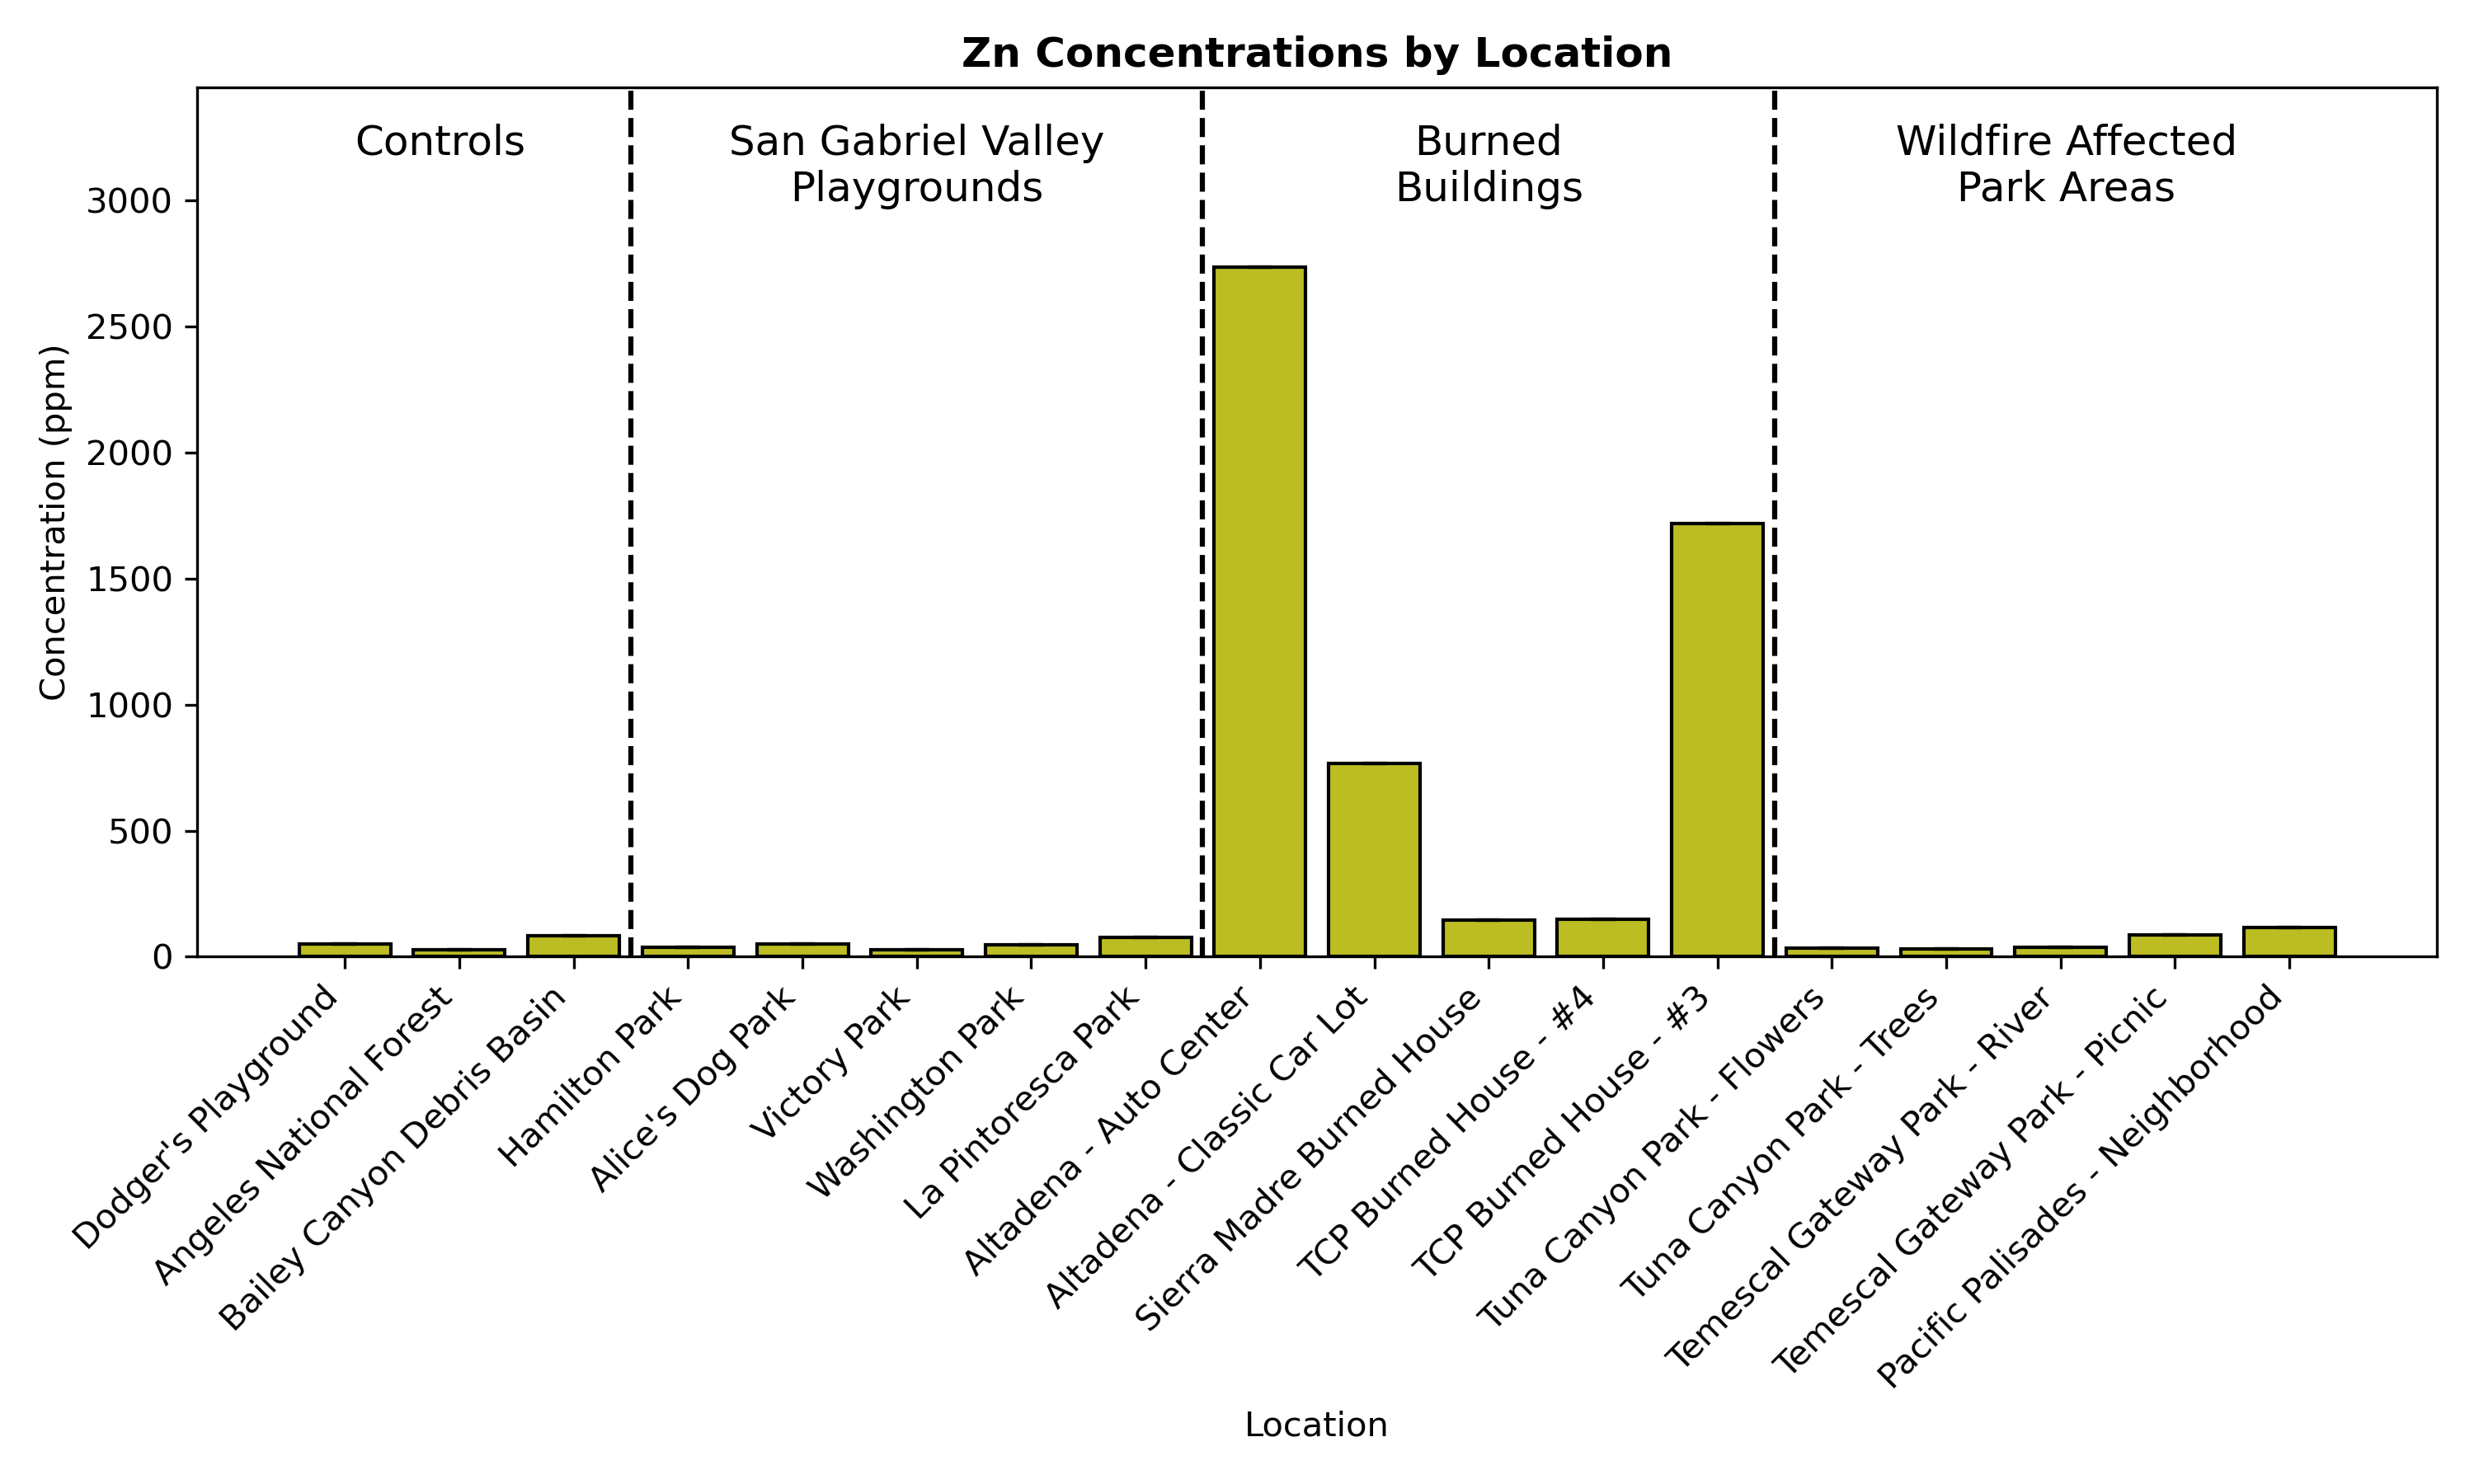 Zn Concentrations by Location
Controls
San Gabriel Valley
Playgrounds
Burned
Buildings
Wildfire Affected
Park Areas
Concentration (ppm)
3000
2500
2000
1500
1000
500
0
Dodger's Playground
Angeles National Forest
Bailey Canyon Debris Basin
Hamilton Park
Alice's Dog Park
Victory Park
Washington Park
La Pintoresca Park
Altadena - Auto Center
Altadena - Classic Car Lot
Sierra Madre Burned House
TCP Burned House - #4
TCP Burned House - #3
Tuna Canyon Park - Flowers
Tuna Canyon Park - Trees
Temescal Gateway Park - River
Temescal Gateway Park - Picnic
Pacific Palisades - Neighborhood
Location